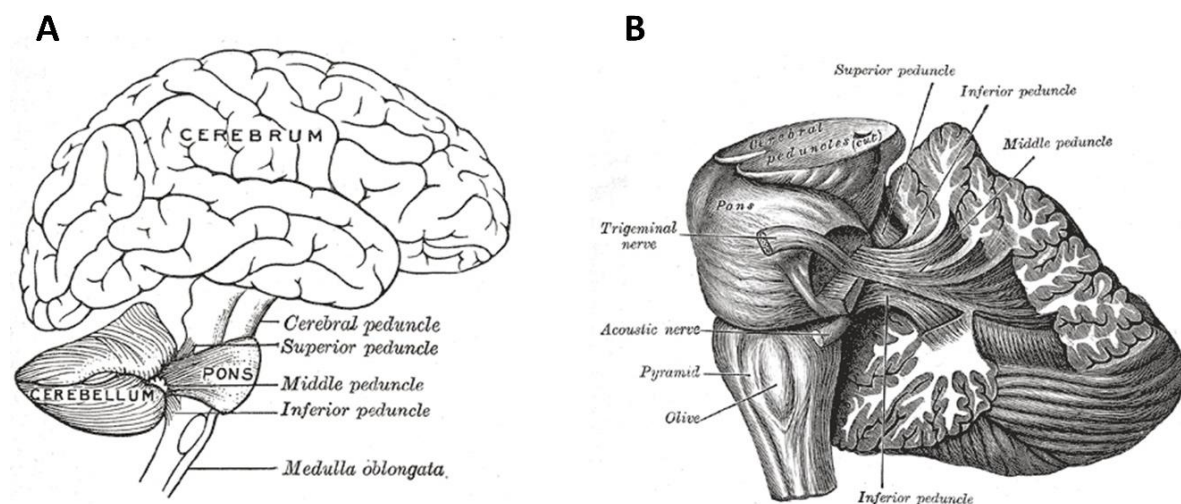 A
CEREBRUM
Cerebral peduncle
Superior peduncle
PONS
Middle peduncle
CEREBELLUM
Inferior peduncle
Medulla oblongata
B
Superior peduncle
Inferior peduncle
Middle peduncle
Cerebral
peduncles (cut)
Pons
Trigeminal
nerve
Acoustic nerve
Pyramid
Olive
Inferior peduncle